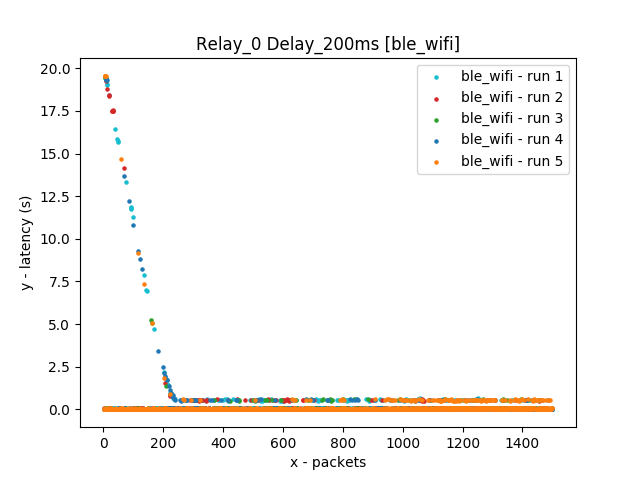 Relay_0 Delay_200ms [ble_wifi]
ble_wifi - run 1
ble_wifi - run 2
ble_wifi - run 3
ble_wifi - run 4
ble_wifi - run 5
y - latency (s)
20.0
17.5
15.0
12.5
10.0
7.5
5.0
2.5
0.0
0 200 400 600 800 1000 1200 1400
x - packets